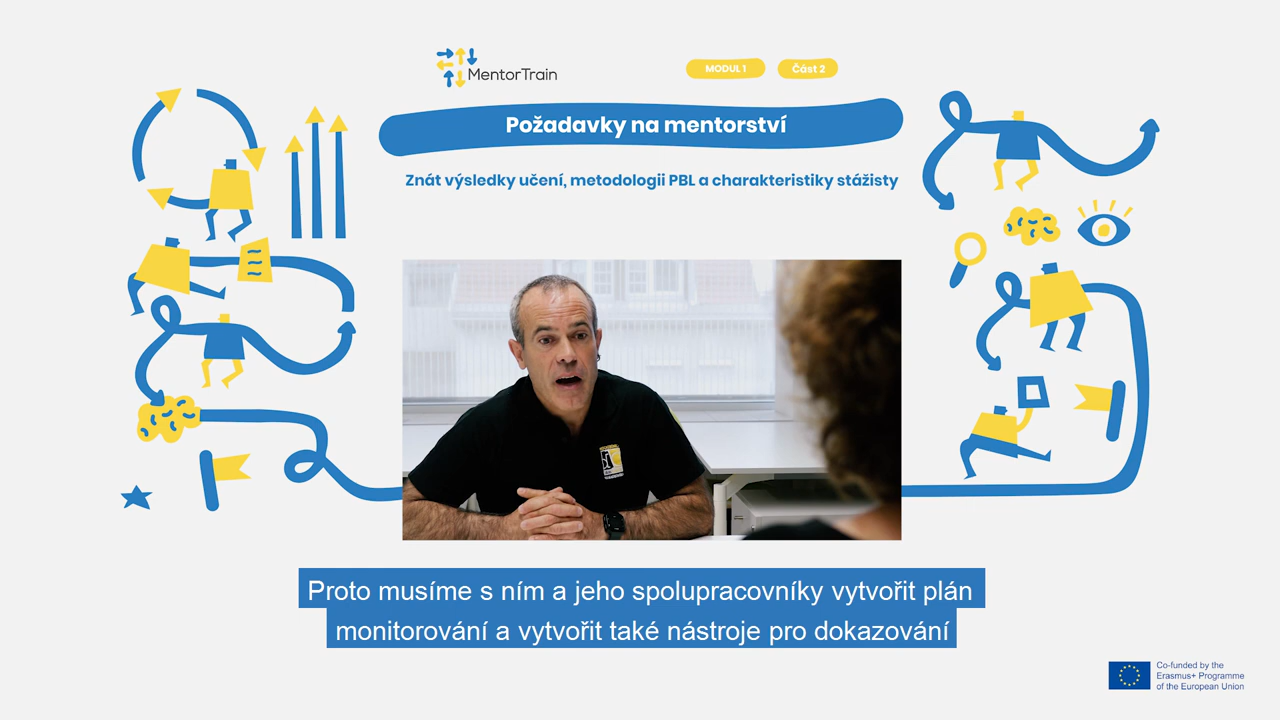 MentorTrain
MODUL 1
Část 2
Požadavky na mentorství
Znát výsledky učení, metodologii PBL a charakteristiky stážisty
Proto musíme s ním a jeho spolupracovníky vytvořit plán
monitorování a vytvořit také nástroje pro dokazování
Co-funded by the
Erasmus+ Programme
of the European Union